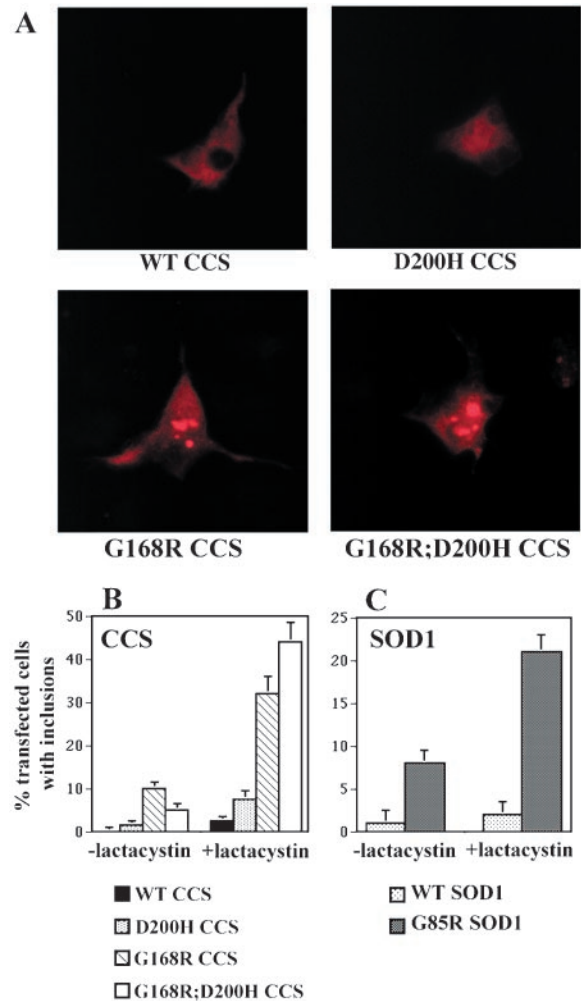 A
WT CCS
D200H CCS
G168R CCS
G168R;D200H CCS
B
CCS
% transfected cells
with inclusions
50
40
30
20
10
0
-lactacystin +lactacystin
WT CCS
D200H CCS
G168R CCS
G168R;D200H CCS
C
SOD1
25
20
15
10
5
0
-lactacystin +lactacystin
WT SOD1
G85R SOD1